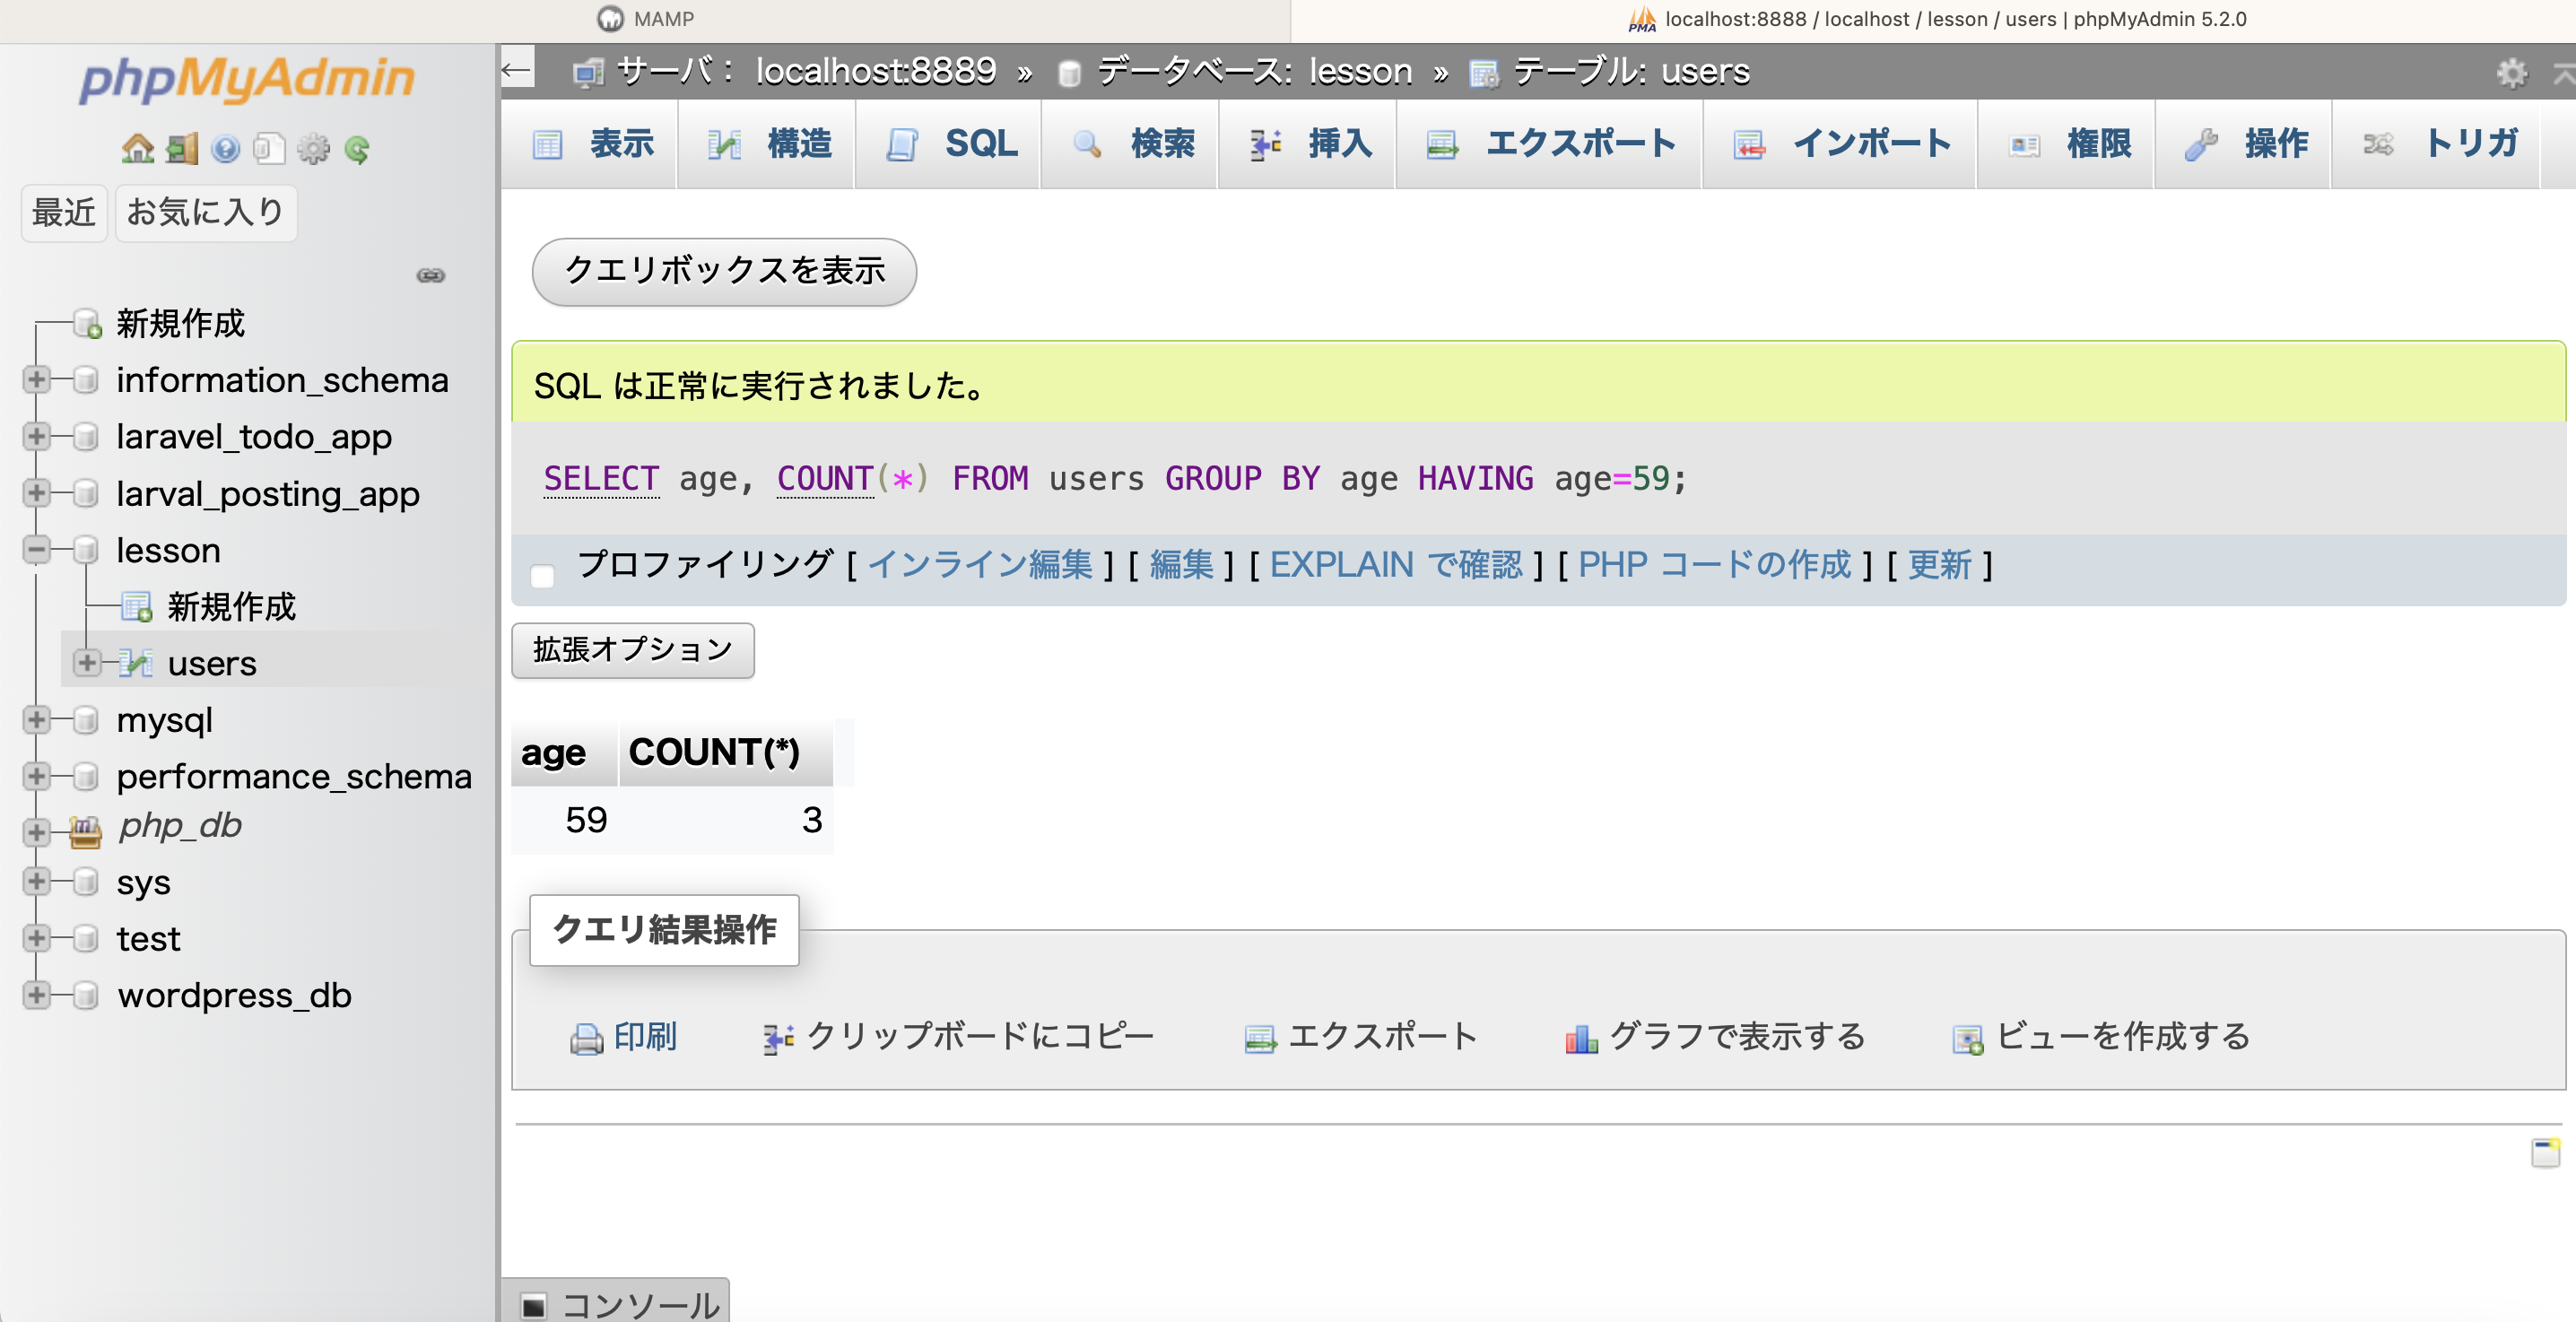 MAMP
PMA localhost:8888 / localhost / lesson / users | phpMyAdmin 5.2.0
phpMyAdmin
最近 お気に入り
新規作成
information_schema
laravel_todo_app
larval_posting_app
lesson
新規作成
users
mysql
performance_schema
php_db
sys
test
wordpress_db
← サーバ： localhost:8889 » データベース: lesson » テーブル: users
表示 構造 SQL 検索 挿入 エクスポート インポート 権限 操作 トリガ
クエリボックスを表示
SQL は正常に実行されました。
SELECT age, COUNT(*) FROM users GROUP BY age HAVING age=59;
プロファイリング [ インライン編集 ] [ 編集 ] [ EXPLAIN で確認 ] [ PHP コードの作成 ] [ 更新 ]
拡張オプション
age COUNT(*)
59 3
クエリ結果操作
印刷 クリップボードにコピー エクスポート グラフで表示する ビューを作成する
コンソール